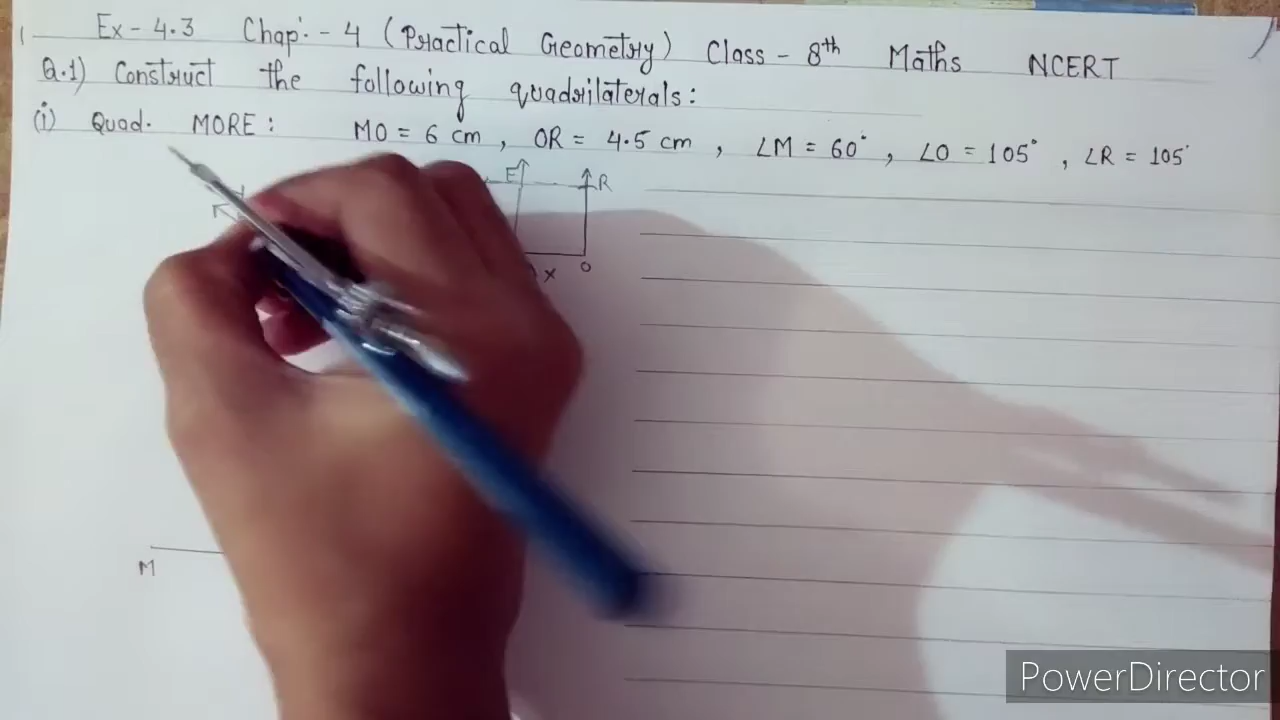 Ex - 4.3 Chap: - 4 (Practical Geometry) Class - 8th Maths NCERT
Q.1) Construct the following quadrilaterals:
(i) Quad. MORE: MO = 6 cm, OR = 4.5 cm, ∠M = 60°, ∠O = 105°, ∠R = 105°
E R
X O
M
PowerDirector